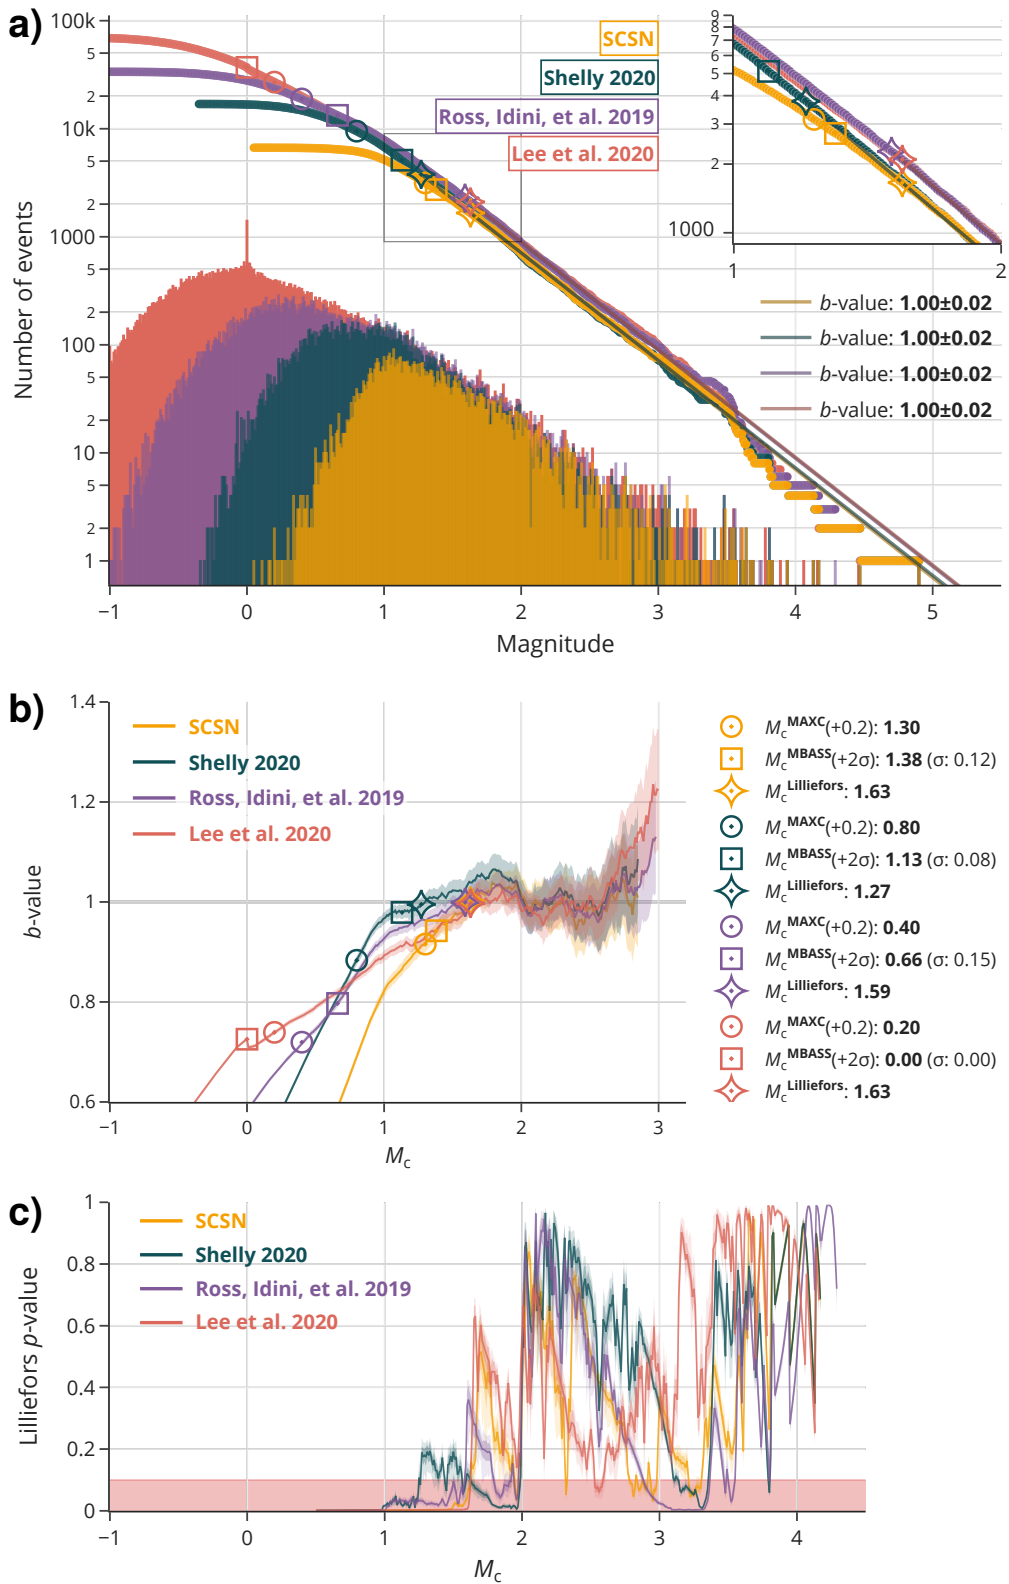 a)
100k
5
2
10k
5
2
1000
5
2
100
5
2
10
5
2
1
Number of events
−1
0
1
2
3
4
5
Magnitude
SCSN
Shelly 2020
Ross, Idini, et al. 2019
Lee et al. 2020
9
8
7
6
5
4
3
2
1000
1
2
b-value: 1.00±0.02
b-value: 1.00±0.02
b-value: 1.00±0.02
b-value: 1.00±0.02
b)
1.4
1.2
1
0.8
0.6
b-value
−1
0
1
2
3
Mc
SCSN
Shelly 2020
Ross, Idini, et al. 2019
Lee et al. 2020
McMAXC(+0.2): 1.30
McMBASS(+2σ): 1.38 (σ: 0.12)
McLilliefors: 1.63
McMAXC(+0.2): 0.80
McMBASS(+2σ): 1.13 (σ: 0.08)
McLilliefors: 1.27
McMAXC(+0.2): 0.40
McMBASS(+2σ): 0.66 (σ: 0.15)
McLilliefors: 1.59
McMAXC(+0.2): 0.20
McMBASS(+2σ): 0.00 (σ: 0.00)
McLilliefors: 1.63
c)
1
0.8
0.6
0.4
0.2
0
Lilliefors p-value
−1
0
1
2
3
4
Mc
SCSN
Shelly 2020
Ross, Idini, et al. 2019
Lee et al. 2020